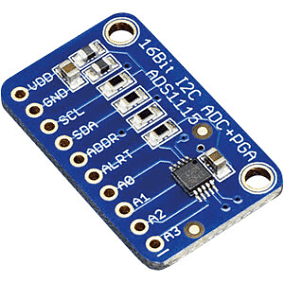 16Bit I2C ADC+PGA
ADS1115
VDD
GND
SCL
SDA
ADDR
ALRT
A0
A1
A2
A3